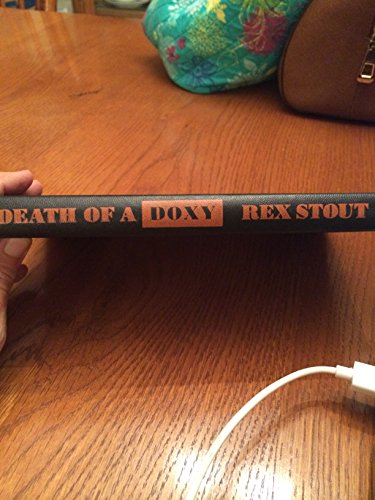 DEATH OF A DOXY REX STOUT